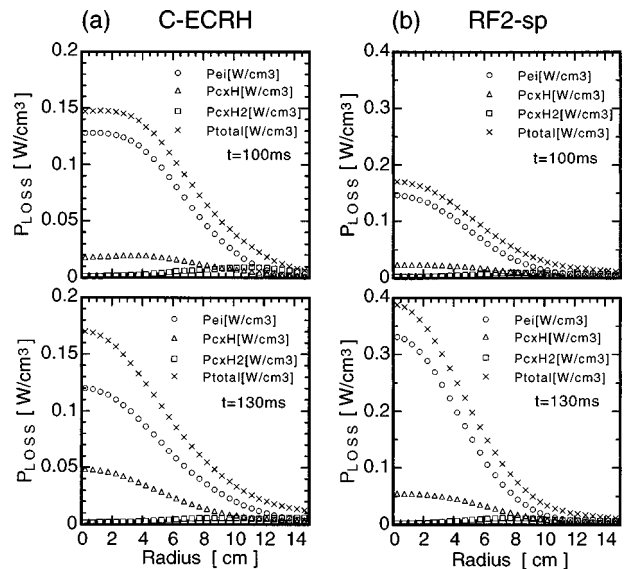 (a) C-ECRH
(b) RF2-sp
0.2
0.15
0.1
0.05
0
P LOSS [ W/cm³ ]
Pei[W/cm3]
PcxH[W/cm3]
PcxH2[W/cm3]
Ptotal[W/cm3]
t=100ms
0.4
0.3
0.2
0.1
0
P LOSS [ W/cm³ ]
Pei[W/cm3]
PcxH[W/cm3]
PcxH2[W/cm3]
Ptotal[W/cm3]
t=100ms
0.2
0.15
0.1
0.05
0
P LOSS [ W/cm³ ]
Pei[W/cm3]
PcxH[W/cm3]
PcxH2[W/cm3]
Ptotal[W/cm3]
t=130ms
0 2 4 6 8 10 12 14
Radius [ cm ]
0.4
0.3
0.2
0.1
0
P LOSS [ W/cm³ ]
Pei[W/cm3]
PcxH[W/cm3]
PcxH2[W/cm3]
Ptotal[W/cm3]
t=130ms
0 2 4 6 8 10 12 14
Radius [ cm ]